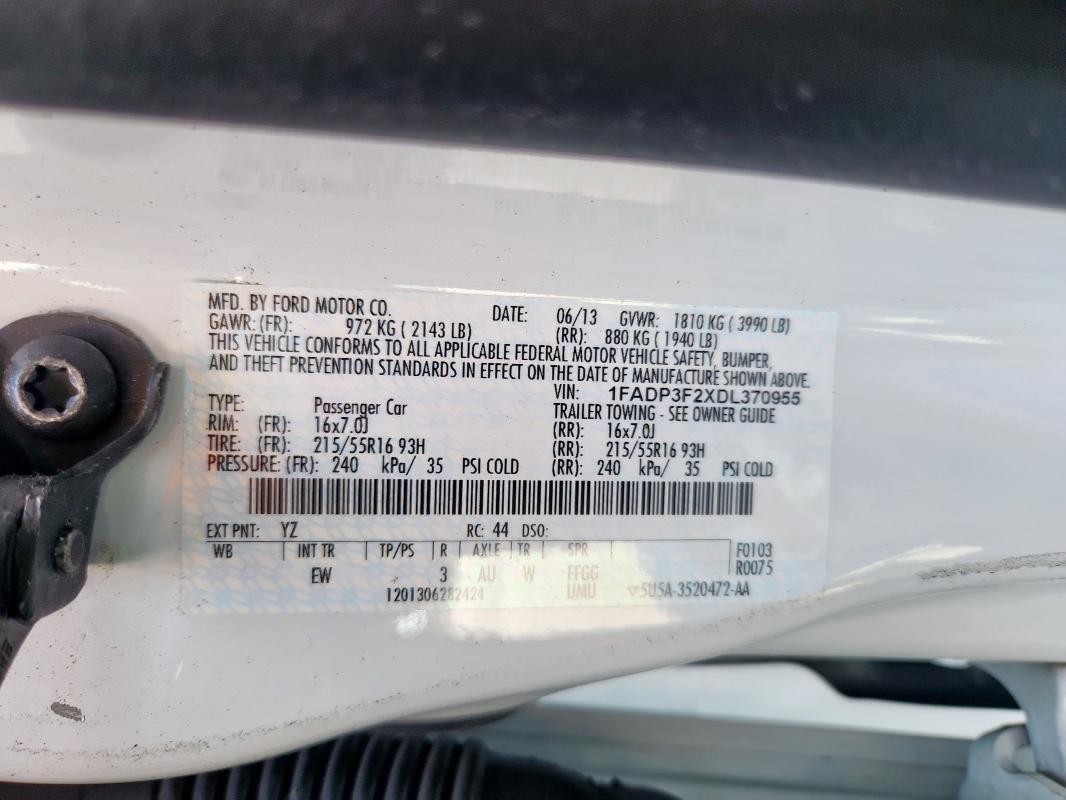 MFD. BY FORD MOTOR CO. DATE: 06/13 GVWR: 1810 KG ( 3990 LB)
GAWR: (FR): 972 KG ( 2143 LB) (RR): 880 KG ( 1940 LB)
THIS VEHICLE CONFORMS TO ALL APPLICABLE FEDERAL MOTOR VEHICLE SAFETY, BUMPER,
AND THEFT PREVENTION STANDARDS IN EFFECT ON THE DATE OF MANUFACTURE SHOWN ABOVE.
VIN: 1FADP3F2XDL370955
TYPE: Passenger Car TRAILER TOWING - SEE OWNER GUIDE
RIM: (FR): 16x7.0J (RR): 16x7.0J
TIRE: (FR): 215/55R16 93H (RR): 215/55R16 93H
PRESSURE: (FR): 240 kPa/ 35 PSI COLD (RR): 240 kPa/ 35 PSI COLD
EXT PNT: YZ RC: 44 DSO:
WB INT TR TP/PS R AXLE TR SPR F0103
EW 3 AU W FFGG R0075
1201306282424 UMU ▽5U5A-3520472-AA